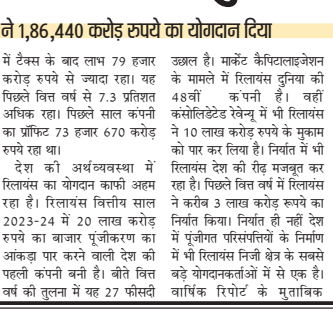 ने 1,86,440 करोड़ रुपये का योगदान दिया
में टैक्स के बाद लाभ 79 हजार
करोड़ रुपये से ज्यादा रहा। यह
पिछले वित्त वर्ष से 7.3 प्रतिशत
अधिक रहा। पिछले साल कंपनी
का प्रॉफिट 73 हजार 670 करोड़
रुपये रहा था।
देश की अर्थव्यवस्था में
रिलायंस का योगदान काफी अहम
रहा है। रिलायंस वित्तीय साल
2023-24 में 20 लाख करोड़
रुपये का बाजार पूंजीकरण का
आंकड़ा पार करने वाली देश की
पहली कंपनी बनी है। बीते वित्त
वर्ष की तुलना में यह 27 फीसदी
उछाल है। मार्केट कैपिटालाइजेशन
के मामले में रिलायंस दुनिया की
48वीं कंपनी है। वहीं
कंसोलिडेटेड रेवेन्यू में भी रिलायंस
ने 10 लाख करोड़ रुपये के मुकाम
को पार कर लिया है। निर्यात में भी
रिलायंस देश की रीढ़ मजबूत कर
रहा है। पिछले वित्त वर्ष में रिलायंस
ने करीब 3 लाख करोड़ रूपये का
निर्यात किया। निर्यात ही नहीं देश
में पूंजीगत परिसंपत्तियों के निर्माण
में भी रिलायंस निजी क्षेत्र के सबसे
बड़े योगदानकर्ताओं में से एक है।
वार्षिक रिपोर्ट के मुताबिक